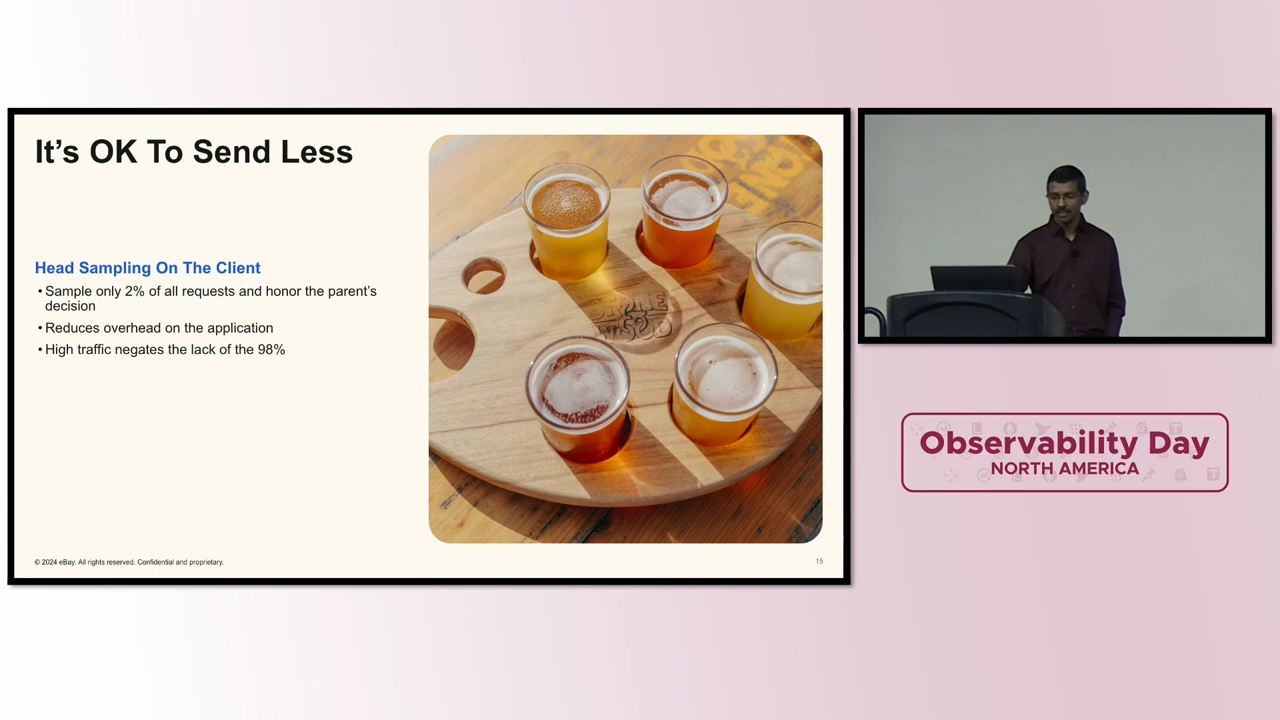 It’s OK To Send Less
Head Sampling On The Client
• Sample only 2% of all requests and honor the parent’s
decision
• Reduces overhead on the application
• High traffic negates the lack of the 98%
STONE
& WOOD
© 2024 eBay. All rights reserved. Confidential and proprietary.
15
Observability Day
NORTH AMERICA